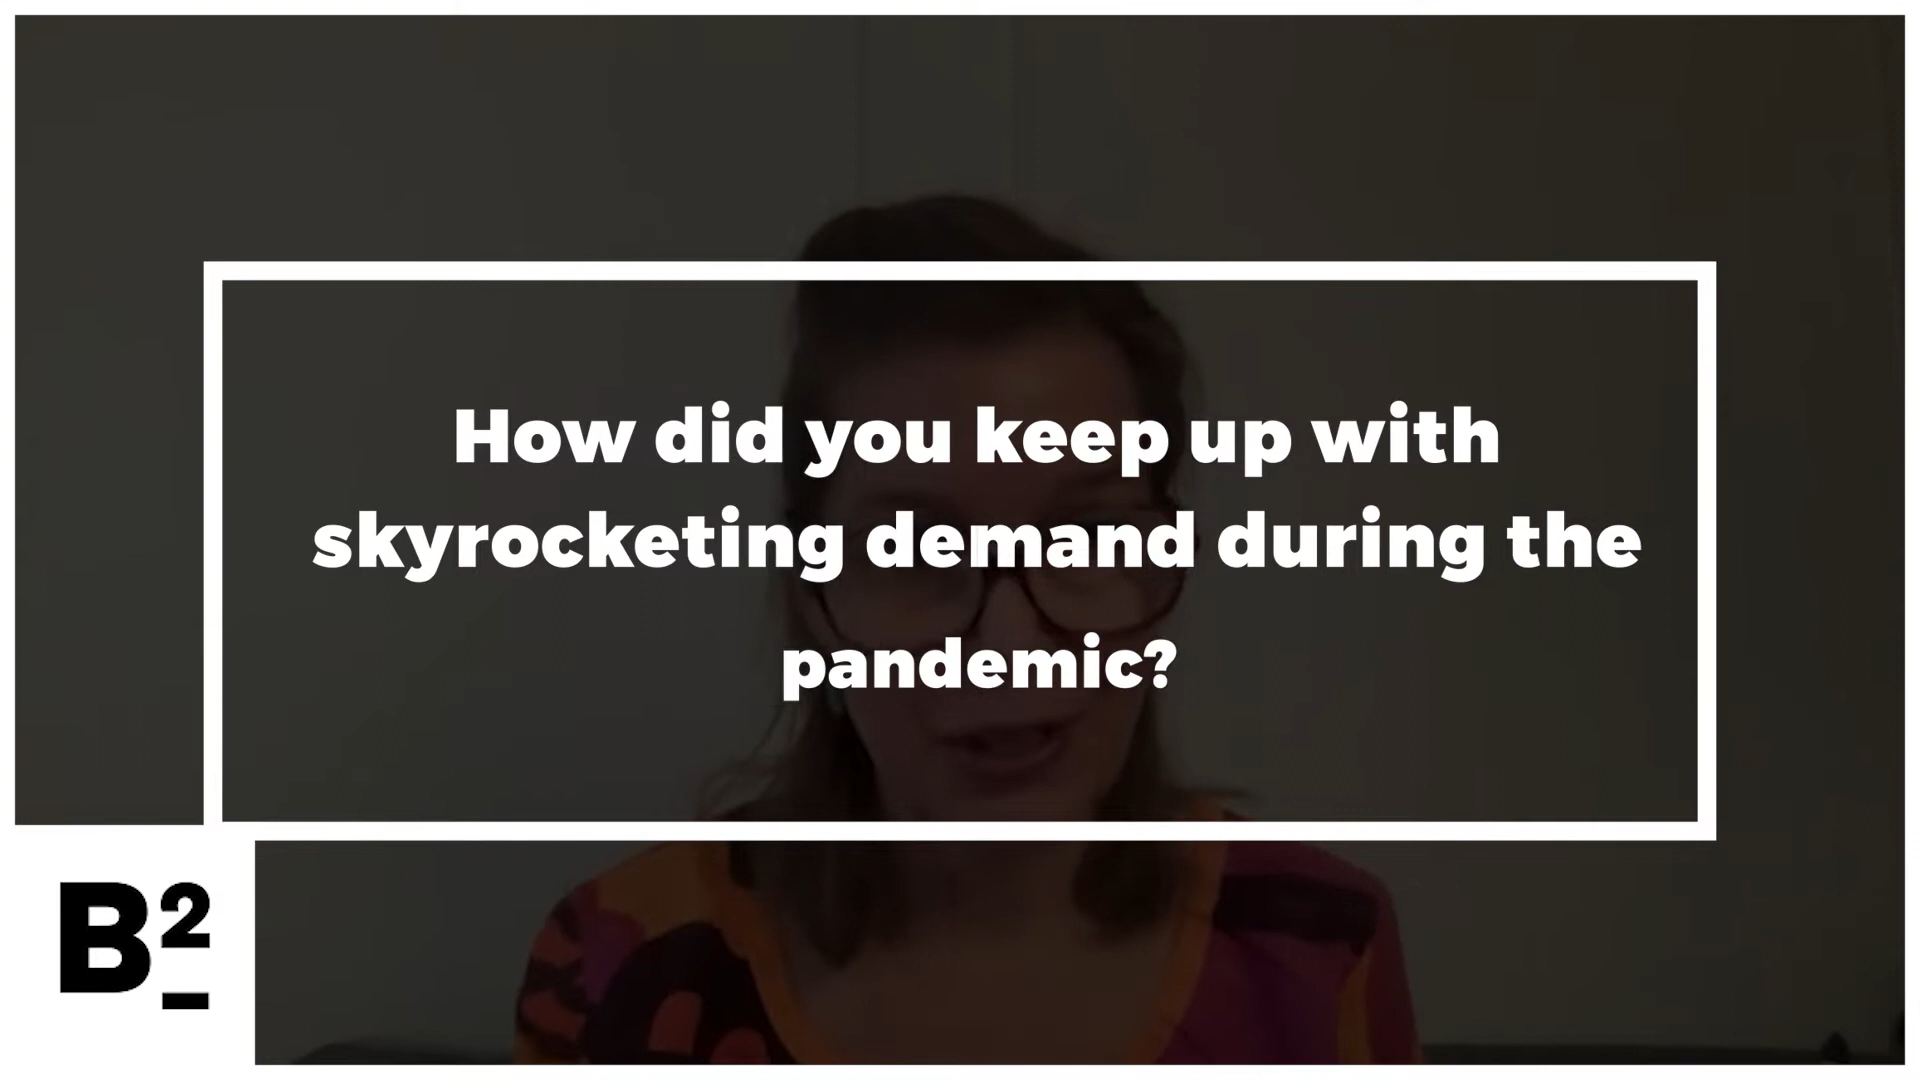 How did you keep up with
skyrocketing demand during the
pandemic?
B2